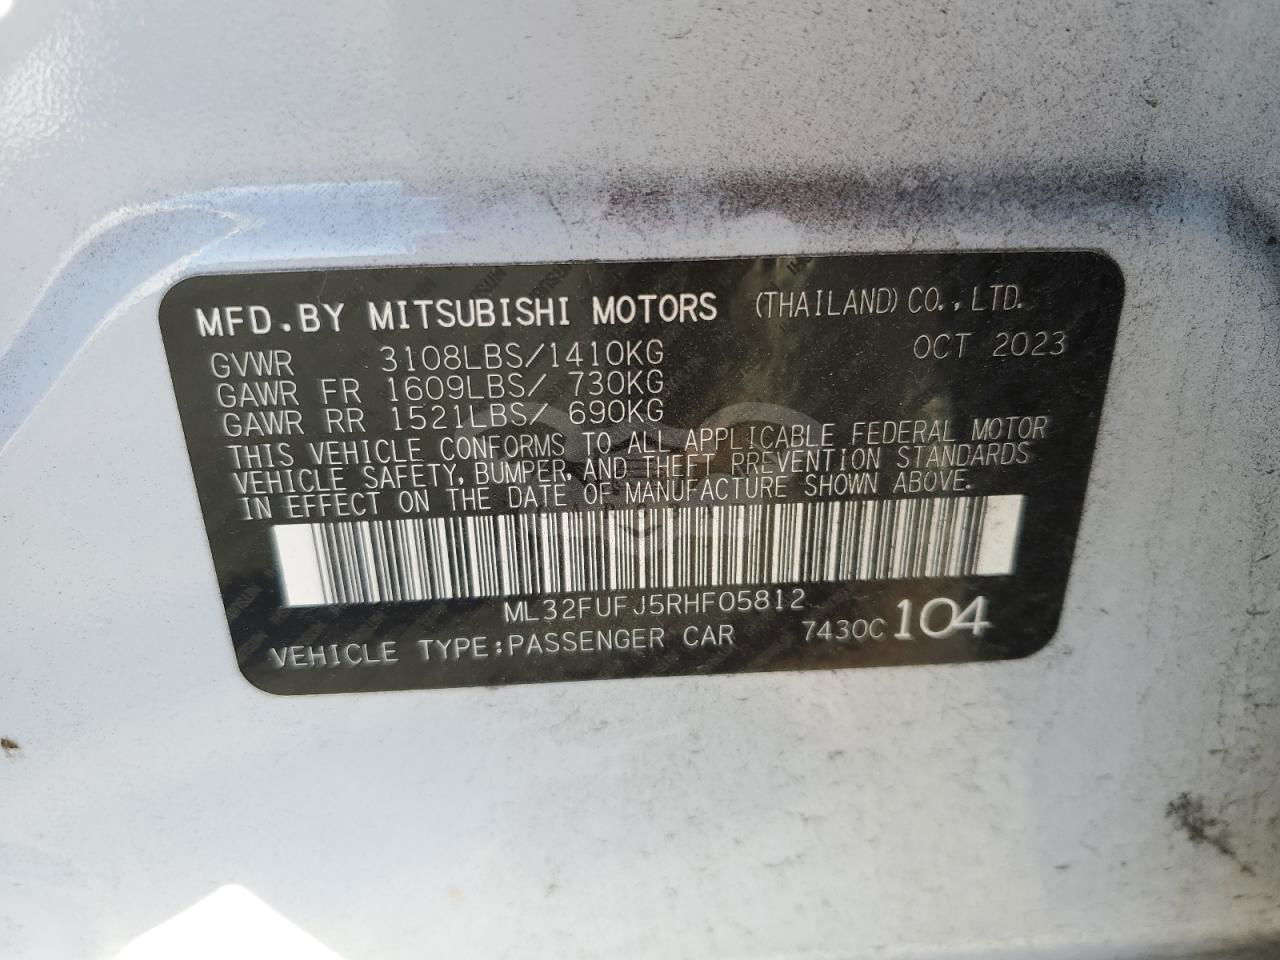 MFD.BY MITSUBISHI MOTORS (THAILAND) CO.,LTD.
GVWR 3108LBS/1410KG OCT 2023
GAWR FR 1609LBS/ 730KG
GAWR RR 1521LBS/ 690KG
THIS VEHICLE CONFORMS TO ALL APPLICABLE FEDERAL MOTOR
VEHICLE SAFETY, BUMPER, AND THEFT PREVENTION STANDARDS
IN EFFECT ON THE DATE OF MANUFACTURE SHOWN ABOVE.
ML32FUFJ5RHF05812
VEHICLE TYPE:PASSENGER CAR 7430C 104